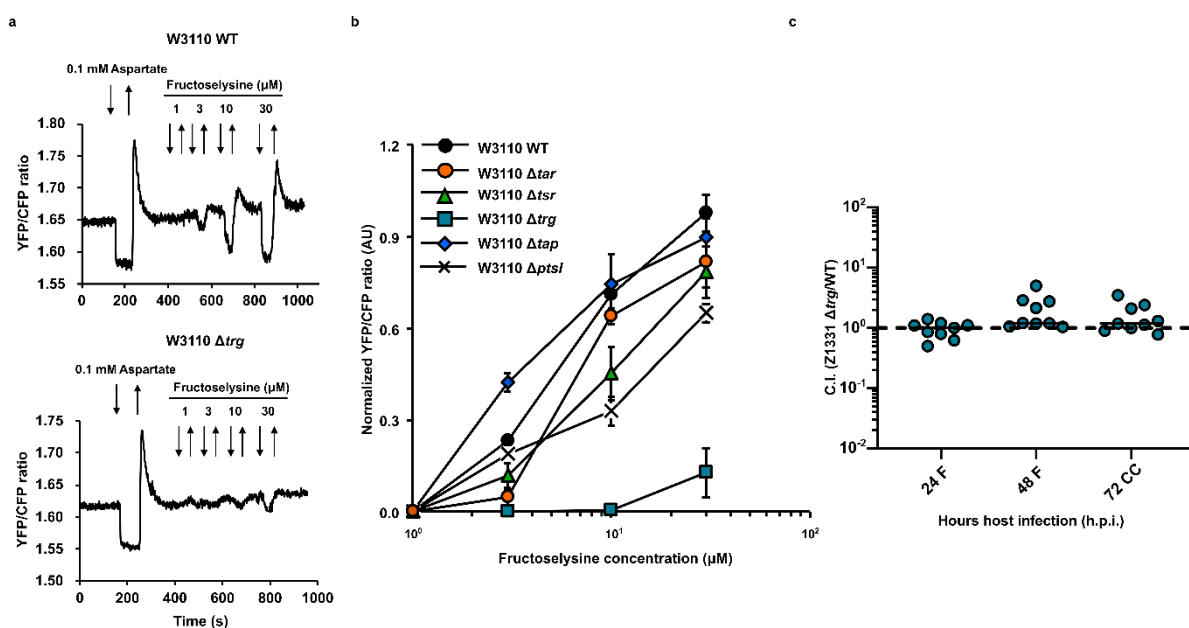 a
W3110 WT
0.1 mM Aspartate
Fructoselysine (µM)
1 3 10 30
1.80
1.75
1.70
1.65
1.60
1.55
YFP/CFP ratio
0 200 400 600 800 1000
W3110 Δtrg
0.1 mM Aspartate
Fructoselysine (µM)
1 3 10 30
1.75
1.70
1.65
1.60
1.55
1.50
YFP/CFP ratio
0 200 400 600 800 1000
Time (s)
b
W3110 WT
W3110 Δtar
W3110 Δtsr
W3110 Δtrg
W3110 Δtap
W3110 ΔptsI
1.2
0.9
0.6
0.3
0.0
Normalized YFP/CFP ratio (AU)
10⁰ 10¹ 10²
Fructoselysine concentration (µM)
c
10²
10¹
10⁰
10⁻¹
10⁻²
C.I. (Z1331 Δtrg/WT)
24 F
48 F
72 CC
Hours host infection (h.p.i.)